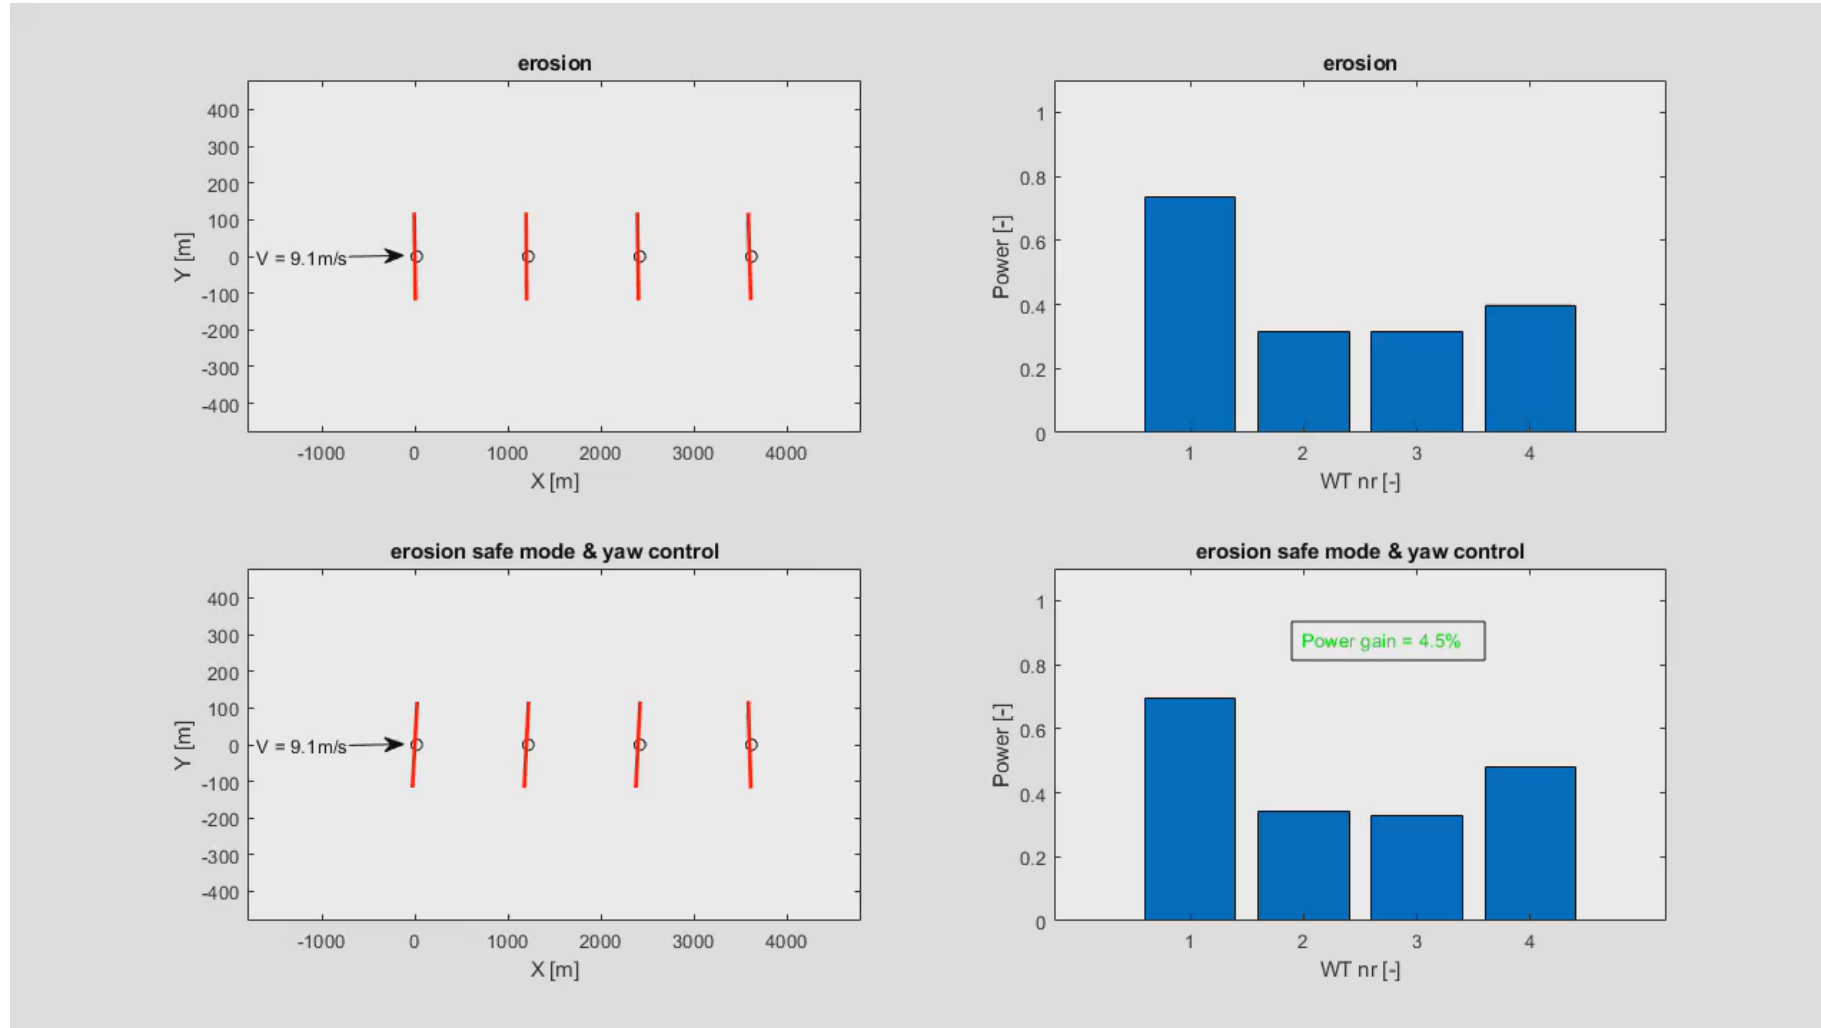 erosion
400
300
200
100
0
-100
-200
-300
-400
Y [m]
V = 9.1m/s
-1000 0 1000 2000 3000 4000
X [m]
erosion
1
0.8
0.6
0.4
0.2
0
Power [-]
1 2 3 4
WT nr [-]
erosion safe mode & yaw control
400
300
200
100
0
-100
-200
-300
-400
Y [m]
V = 9.1m/s
-1000 0 1000 2000 3000 4000
X [m]
erosion safe mode & yaw control
1
0.8
0.6
0.4
0.2
0
Power [-]
Power gain = 4.5%
1 2 3 4
WT nr [-]